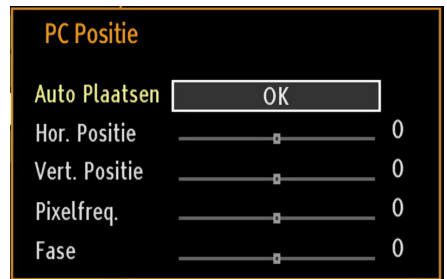 PC Positie
Auto Plaatsen OK
Hor. Positie 0
Vert. Positie 0
Pixelfreq. 0
Fase 0